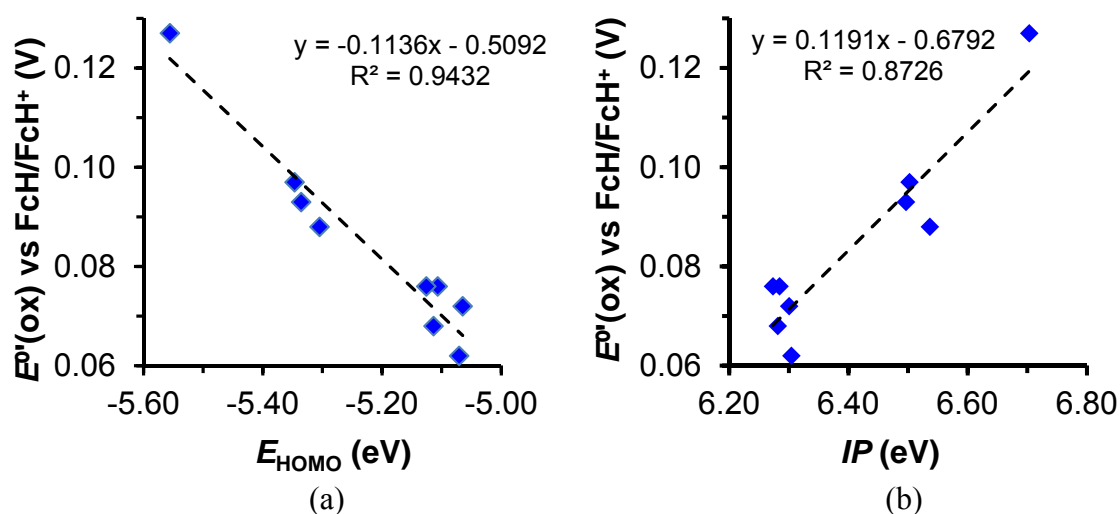 E⁰'(ox) vs FcH/FcH⁺ (V)
y = -0.1136x - 0.5092
R² = 0.9432
0.12
0.10
0.08
0.06
-5.60 -5.40 -5.20 -5.00
E_HOMO (eV)
(a)
E⁰'(ox) vs FcH/FcH⁺ (V)
y = 0.1191x - 0.6792
R² = 0.8726
0.12
0.10
0.08
0.06
6.20 6.40 6.60 6.80
IP (eV)
(b)